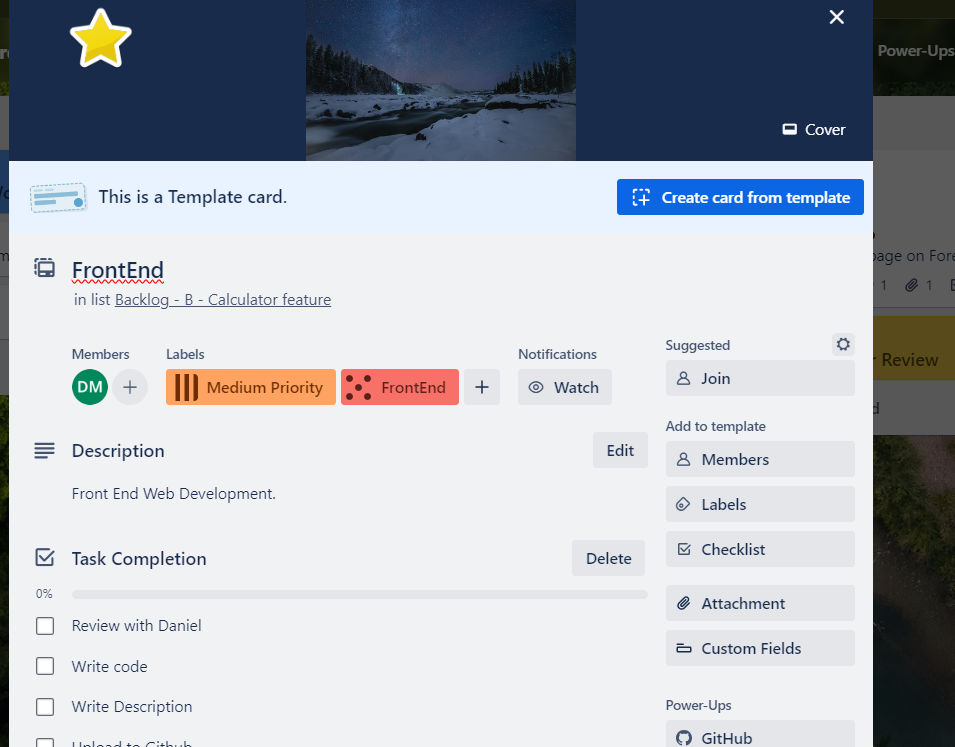 Power-Ups
Cover
This is a Template card.
Create card from template
FrontEnd
in list Backlog - B - Calculator feature
page on Fore
1
1
Members
Labels
Notifications
Suggested
DM
Medium Priority
FrontEnd
Watch
Join
Review
Description
Edit
Add to template
Members
Front End Web Development.
Labels
Task Completion
Delete
Checklist
0%
Attachment
Review with Daniel
Custom Fields
Write code
Write Description
Power-Ups
Upload to Github
GitHub